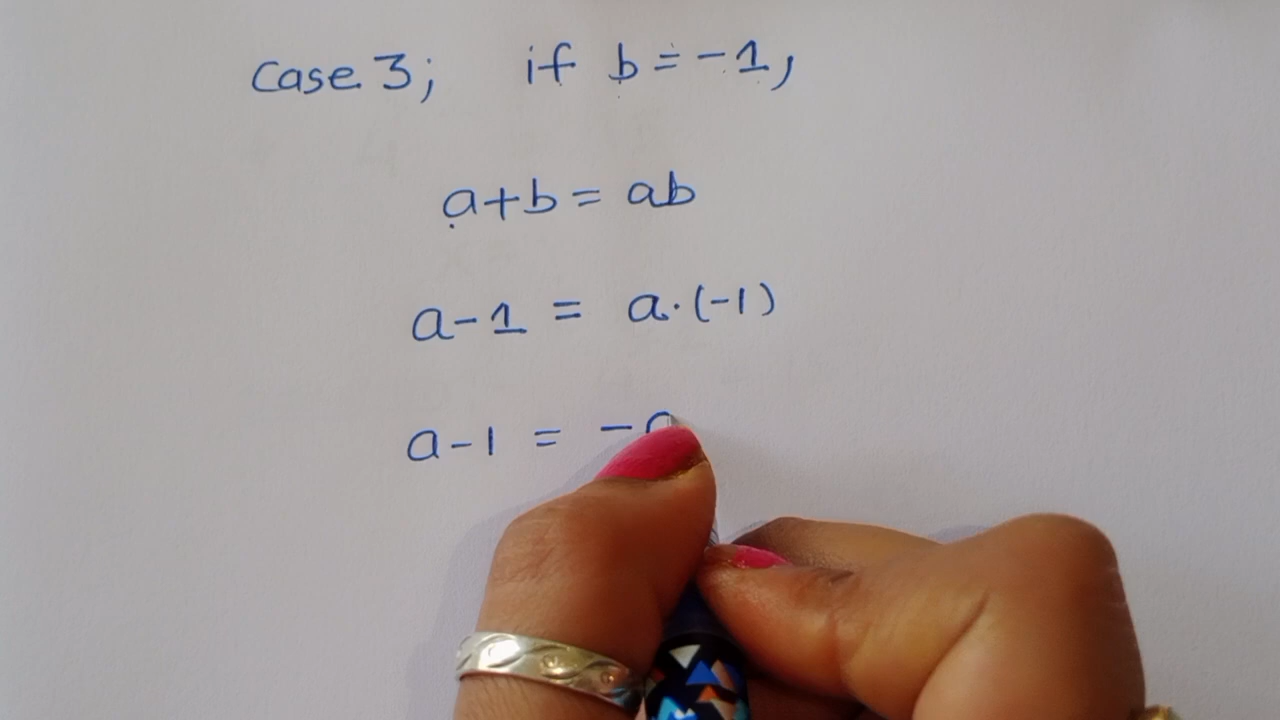 Case 3; if b = -1,
a+b = ab
a-1 = a.(-1)
a-1 = -a